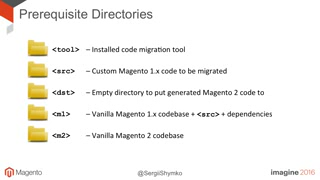 Prerequisite Directories
<tool> – Installed code migration tool
<src> – Custom Magento 1.x code to be migrated
<dst> – Empty directory to put generated Magento 2 code to
<m1> – Vanilla Magento 1.x codebase + <src> + dependencies
<m2> – Vanilla Magento 2 codebase
Magento
@SergiiShymko
imagine 2016